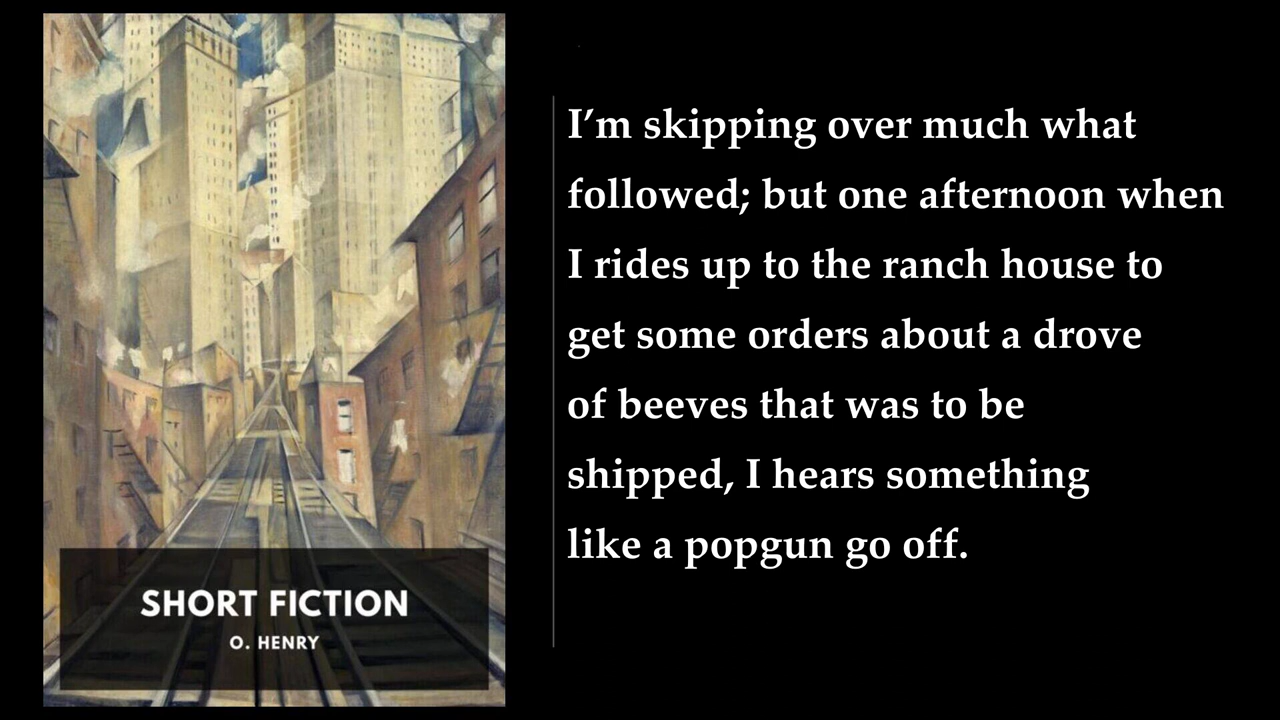 SHORT FICTION
O. HENRY
I’m skipping over much what
followed; but one afternoon when
I rides up to the ranch house to
get some orders about a drove
of beeves that was to be
shipped, I hears something
like a popgun go off.